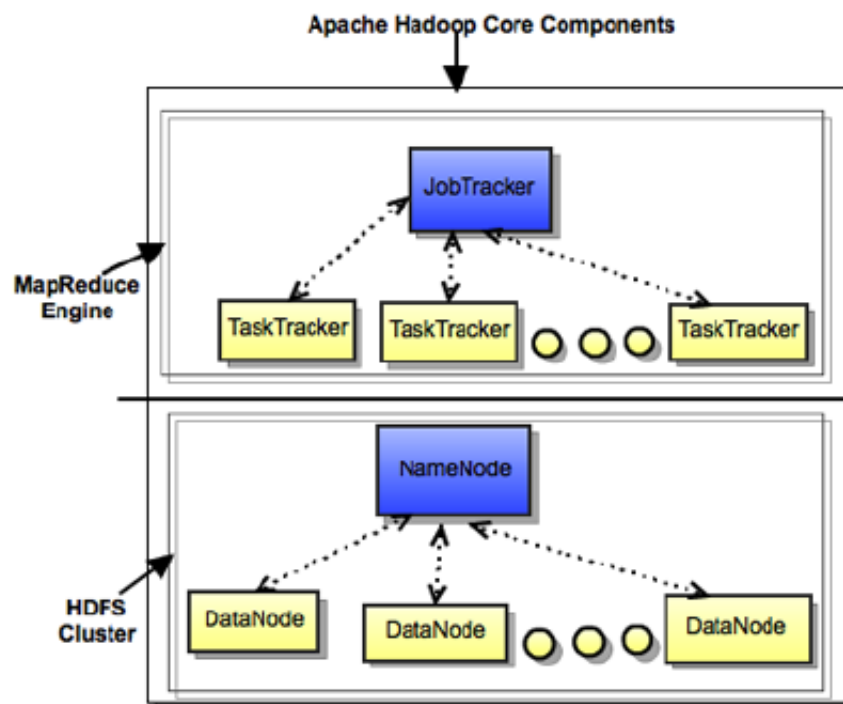 Apache Hadoop Core Components
JobTracker
MapReduce
Engine
TaskTracker
TaskTracker
TaskTracker
NameNode
HDFS
Cluster
DataNode
DataNode
DataNode